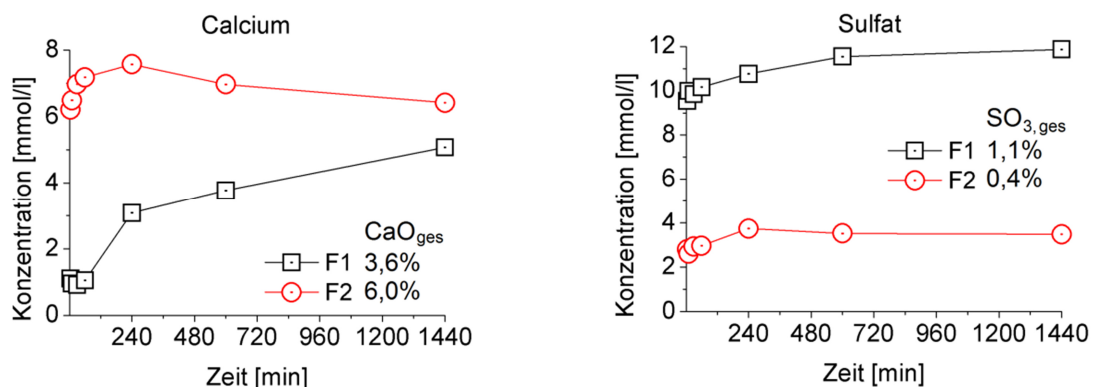 Calcium
Konzentration [mmol/l]
8
6
4
2
0
CaO_ges
F1 3,6%
F2 6,0%
240 480 720 960 1200 1440
Zeit [min]
Sulfat
Konzentration [mmol/l]
12
10
8
6
4
2
0
SO_3,ges
F1 1,1%
F2 0,4%
240 480 720 960 1200 1440
Zeit [min]